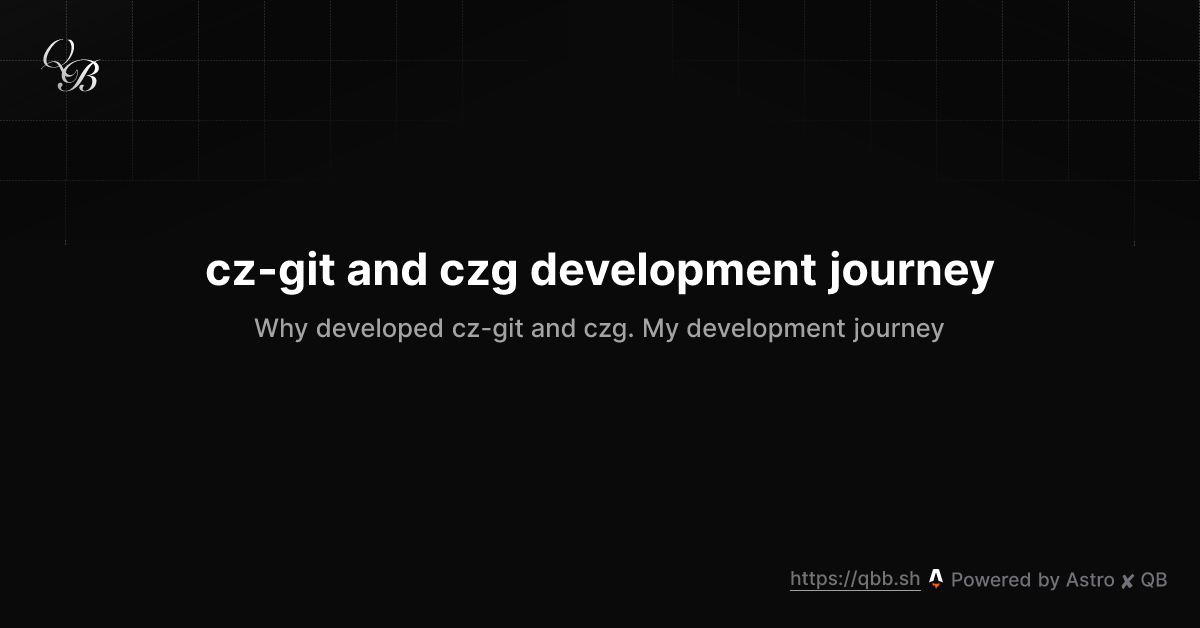 QB
cz-git and czg development journey
Why developed cz-git and czg. My development journey
https://qbb.sh Powered by Astro ✘ QB